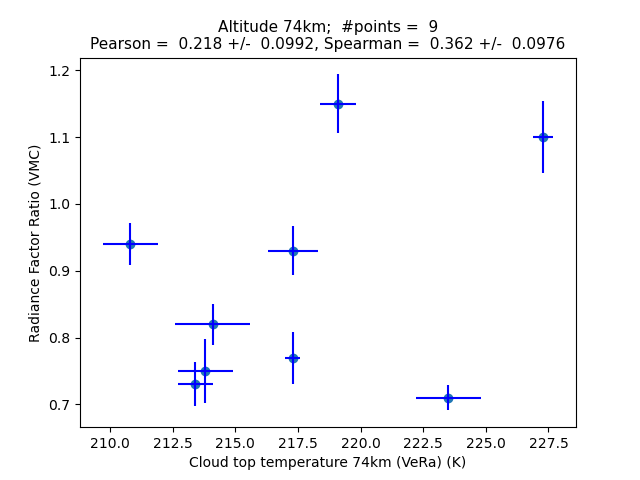 Altitude 74km;  #points =  9
Pearson =  0.218 +/-  0.0992, Spearman =  0.362 +/-  0.0976
1.2
1.1
1.0
0.9
0.8
0.7
Radiance Factor Ratio (VMC)
210.0 212.5 215.0 217.5 220.0 222.5 225.0 227.5
Cloud top temperature 74km (VeRa) (K)